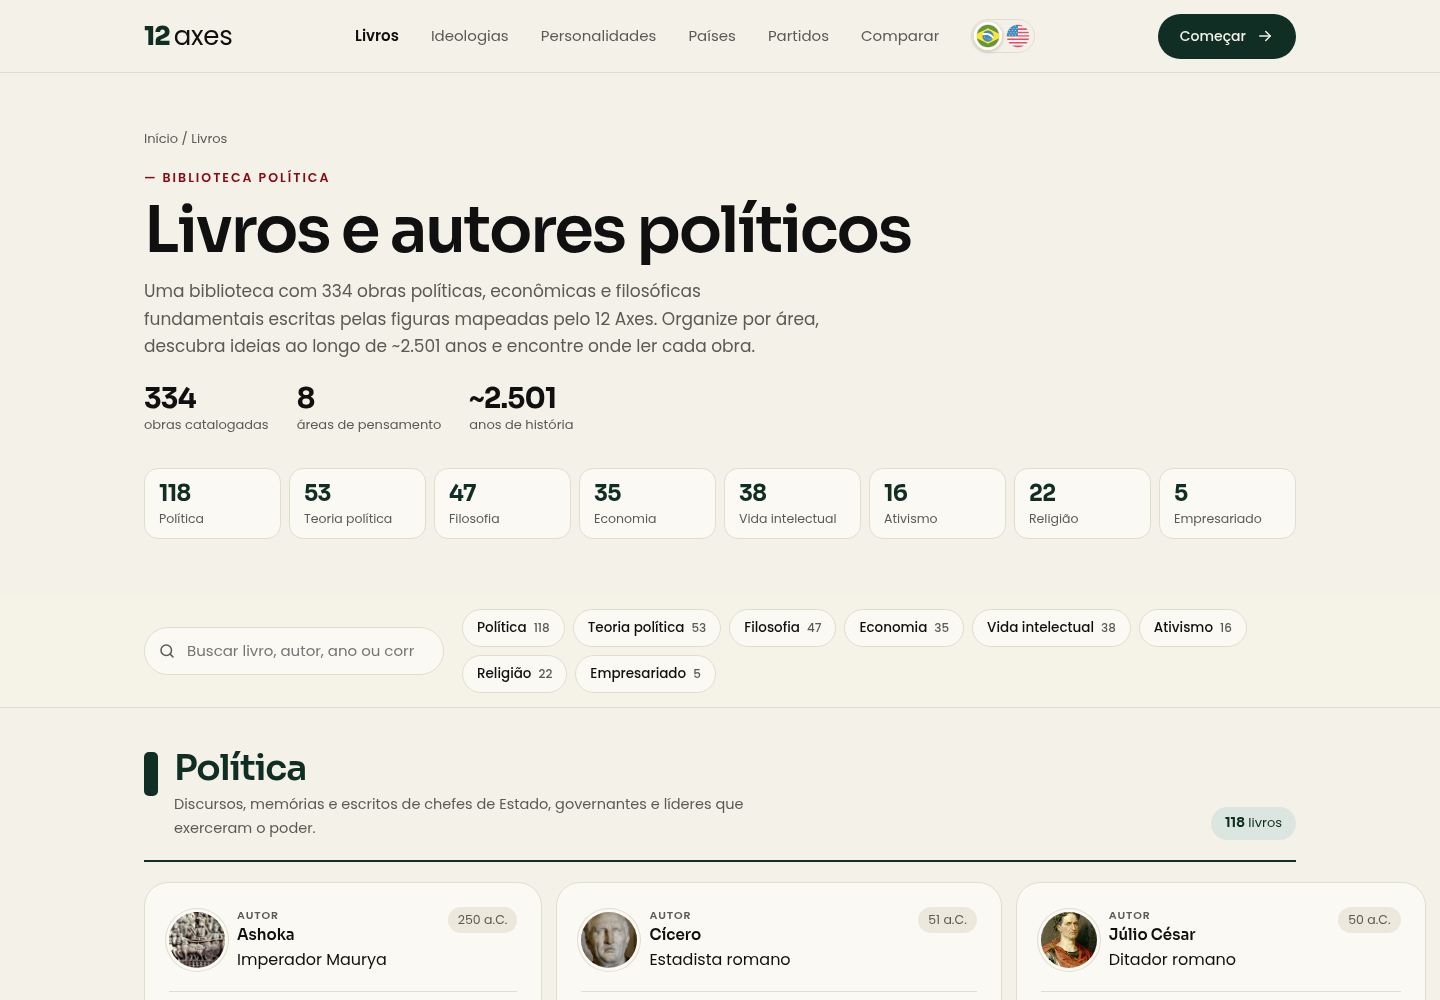 12 axes
Livros
Ideologias
Personalidades
Países
Partidos
Comparar
Começar
Início / Livros
— BIBLIOTECA POLÍTICA
Livros e autores políticos
Uma biblioteca com 334 obras políticas, econômicas e filosóficas
fundamentais escritas pelas figuras mapeadas pelo 12 Axes. Organize por área,
descubra ideias ao longo de ~2.501 anos e encontre onde ler cada obra.
334
obras catalogadas
8
áreas de pensamento
~2.501
anos de história
118
Política
53
Teoria política
47
Filosofia
35
Economia
38
Vida intelectual
16
Ativismo
22
Religião
5
Empresariado
Buscar livro, autor, ano ou corr
Política 118
Teoria política 53
Filosofia 47
Economia 35
Vida intelectual 38
Ativismo 16
Religião 22
Empresariado 5
Política
Discursos, memórias e escritos de chefes de Estado, governantes e líderes que
exerceram o poder.
118 livros
AUTOR
Ashoka
Imperador Maurya
250 a.C.
AUTOR
Cícero
Estadista romano
51 a.C.
AUTOR
Júlio César
Ditador romano
50 a.C.